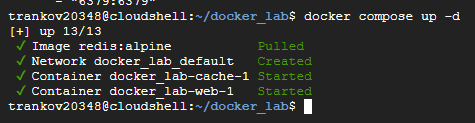 - "6379:6379"
trankov20348@cloudshell:~/docker_lab$ docker compose up -d
[+] up 13/13
✓ Image redis:alpine Pulled
✓ Network docker_lab_default Created
✓ Container docker_lab-cache-1 Started
✓ Container docker_lab-web-1 Started
trankov20348@cloudshell:~/docker_lab$